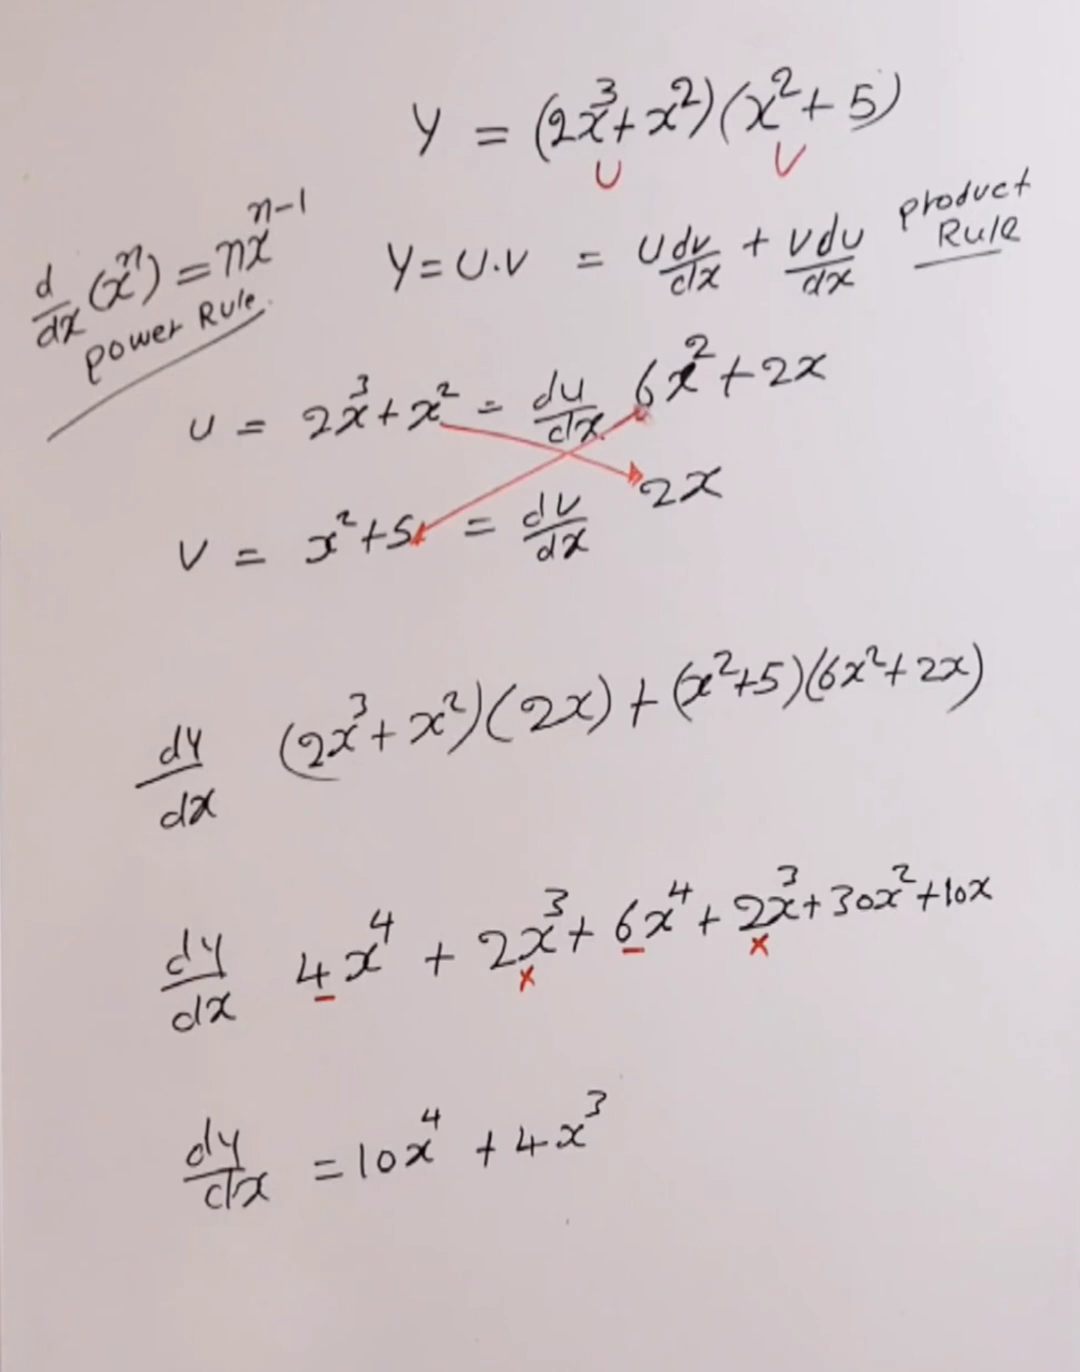 Y = (2x³ + x²)(x² + 5)
U V
d/dx (xⁿ) = nxⁿ⁻¹
power Rule.
Y = U.V = U dv/dx + V du/dx product Rule
U = 2x³ + x² = du/dx 6x² + 2x
V = x² + 5 = dv/dx 2x
dy/dx (2x³ + x²)(2x) + (x² + 5)(6x² + 2x)
dy/dx 4x⁴ + 2x³ + 6x⁴ + 2x³ + 30x² + 10x
x x
dy/dx = 10x⁴ + 4x³